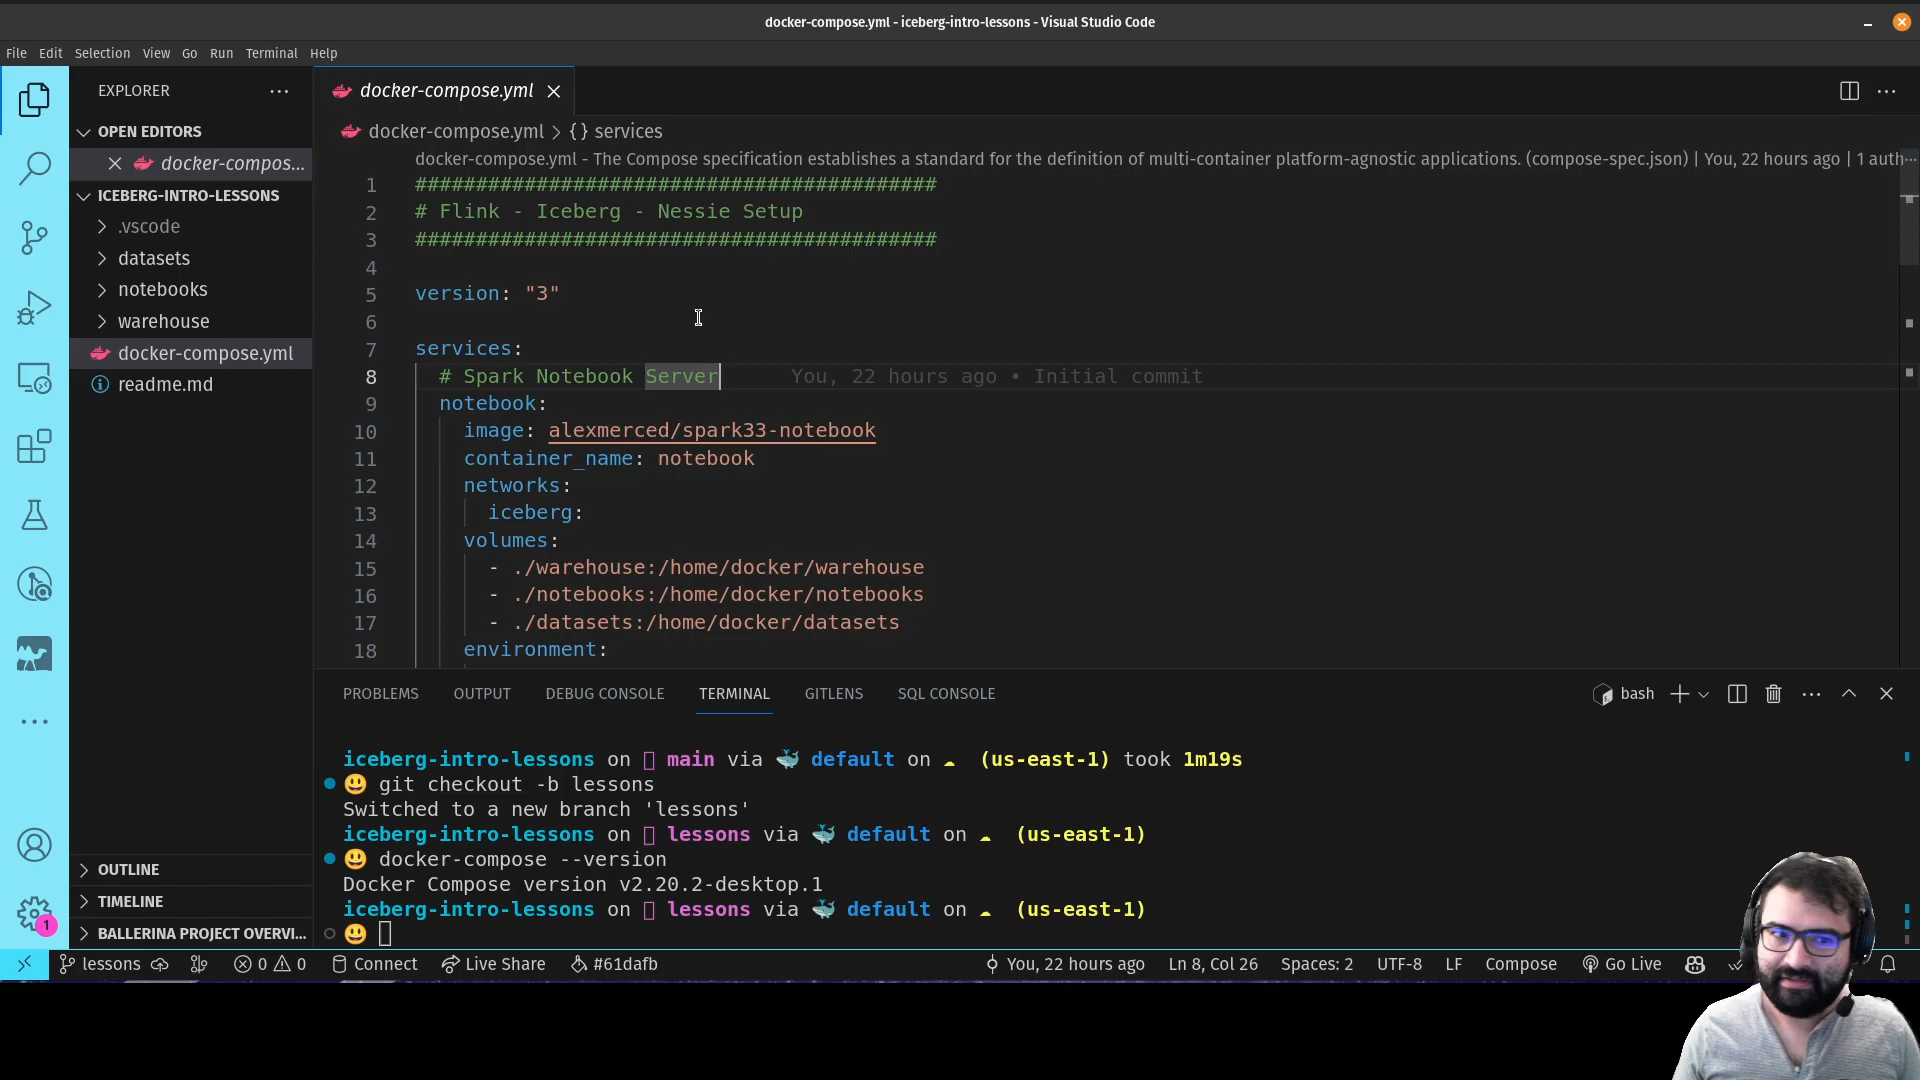 docker-compose.yml - iceberg-intro-lessons - Visual Studio Code
File Edit Selection View Go Run Terminal Help
EXPLORER
docker-compose.yml
OPEN EDITORS
docker-compos...
ICEBERG-INTRO-LESSONS
.vscode
datasets
notebooks
warehouse
docker-compose.yml
readme.md
OUTLINE
TIMELINE
BALLERINA PROJECT OVERVI...
1
docker-compose.yml > {} services
docker-compose.yml - The Compose specification establishes a standard for the definition of multi-container platform-agnostic applications. (compose-spec.json) | You, 22 hours ago | 1 auth...
1 ###########################################
2 # Flink - Iceberg - Nessie Setup
3 ###########################################
4
5 version: "3"
6
7 services:
8 # Spark Notebook Server You, 22 hours ago • Initial commit
9 notebook:
10 image: alexmerced/spark33-notebook
11 container_name: notebook
12 networks:
13 iceberg:
14 volumes:
15 - ./warehouse:/home/docker/warehouse
16 - ./notebooks:/home/docker/notebooks
17 - ./datasets:/home/docker/datasets
18 environment:
PROBLEMS OUTPUT DEBUG CONSOLE TERMINAL GITLENS SQL CONSOLE
bash
iceberg-intro-lessons on main via 🐳 default on ☁ (us-east-1) took 1m19s
😃 git checkout -b lessons
Switched to a new branch 'lessons'
iceberg-intro-lessons on lessons via 🐳 default on ☁ (us-east-1)
😃 docker-compose --version
Docker Compose version v2.20.2-desktop.1
iceberg-intro-lessons on lessons via 🐳 default on ☁ (us-east-1)
😃
lessons 0 0 Connect Live Share #61dafb You, 22 hours ago Ln 8, Col 26 Spaces: 2 UTF-8 LF Compose Go Live